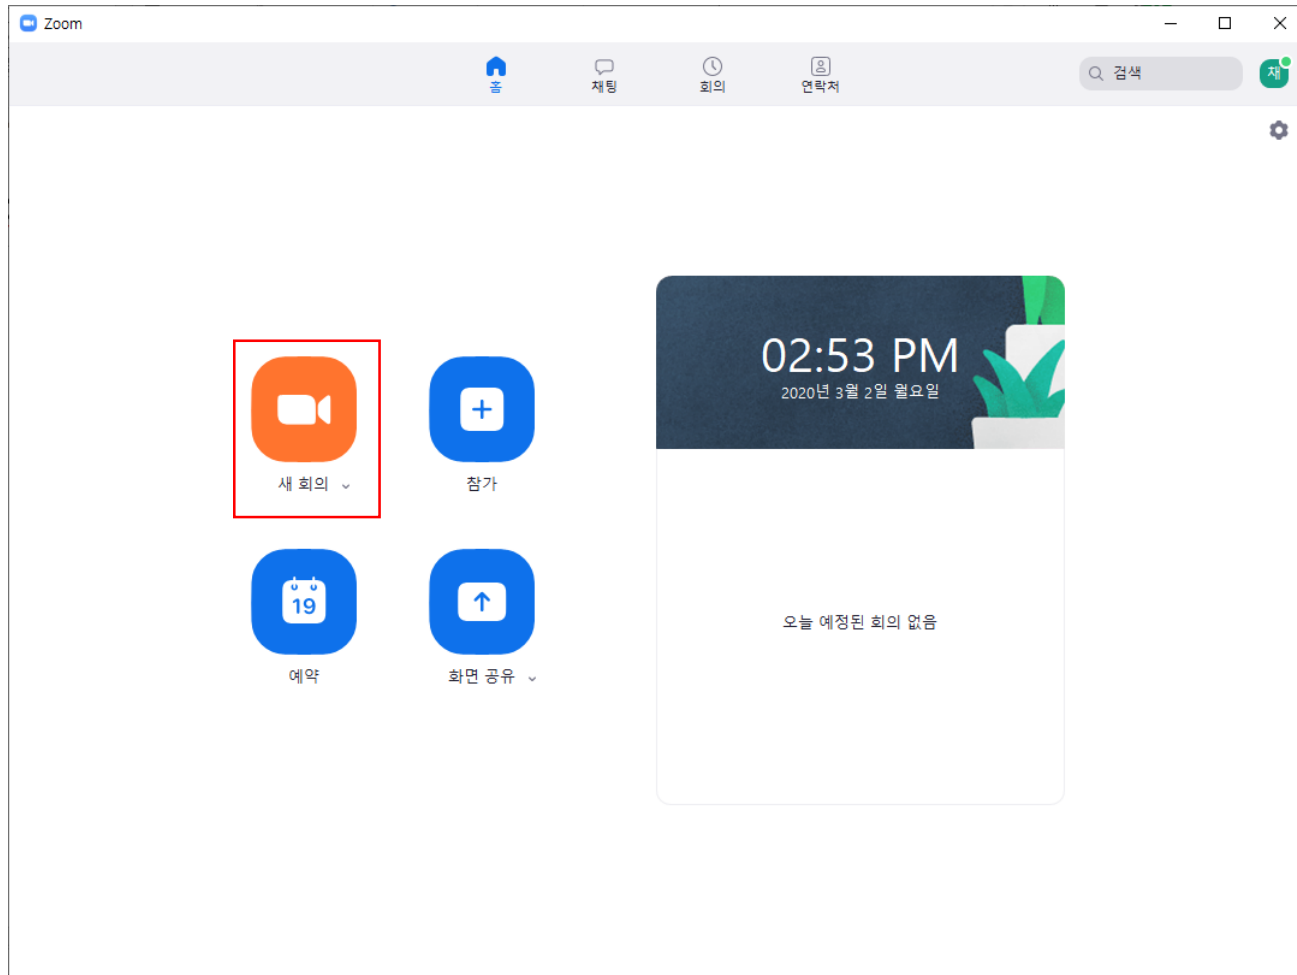 Zoom
홈
채팅
회의
연락처
검색
채
02:53 PM
2020년 3월 2일 월요일
새 회의
참가
19
예약
화면 공유
오늘 예정된 회의 없음